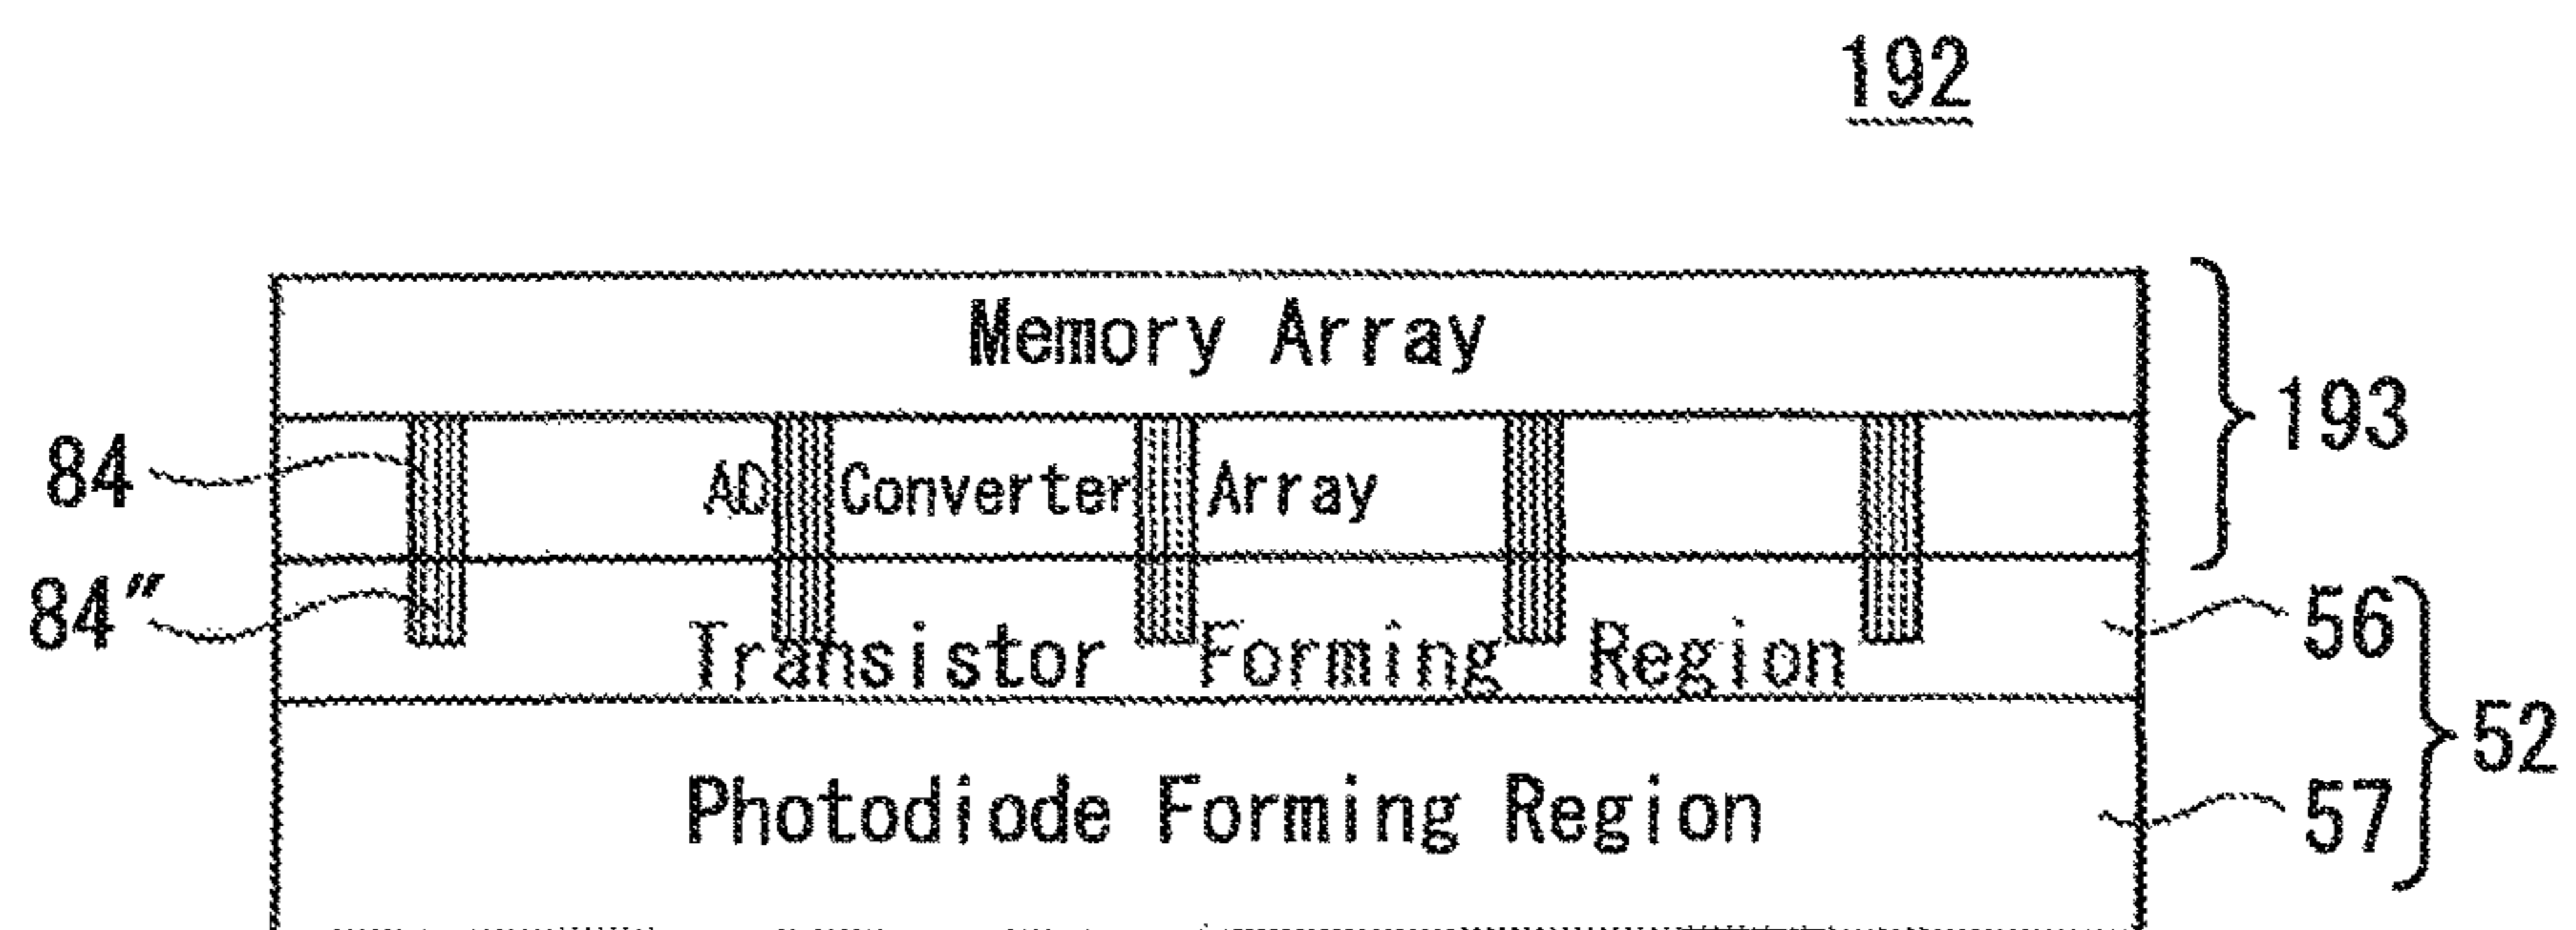 192
Memory Array
193
84
AD Converter Array
84″
56
Transistor Forming Region
52
Photodiode Forming Region
57